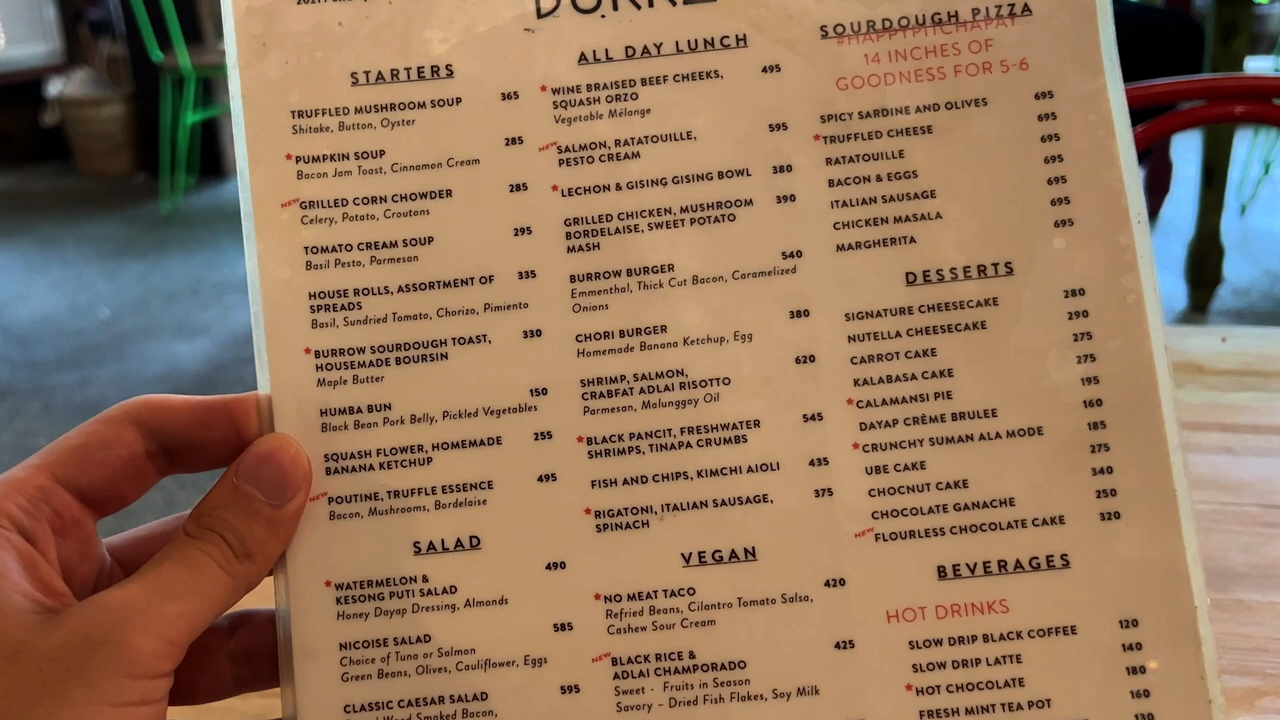 STARTERS
TRUFFLED MUSHROOM SOUP 365
Shitake, Button, Oyster
PUMPKIN SOUP 285
Bacon Jam Toast, Cinnamon Cream
NEW GRILLED CORN CHOWDER 285
Celery, Potato, Croutons
TOMATO CREAM SOUP 295
Basil Pesto, Parmesan
HOUSE ROLLS, ASSORTMENT OF 335
SPREADS
Basil, Sundried Tomato, Chorizo, Pimiento
BURROW SOURDOUGH TOAST, 330
HOUSEMADE BOURSIN
Maple Butter
HUMBA BUN 150
Black Bean Pork Belly, Pickled Vegetables
SQUASH FLOWER, HOMEMADE 255
BANANA KETCHUP
NEW POUTINE, TRUFFLE ESSENCE 495
Bacon, Mushrooms, Bordelaise
SALAD
WATERMELON & 490
KESONG PUTI SALAD
Honey Dayap Dressing, Almonds
NICOISE SALAD 585
Choice of Tuna or Salmon
Green Beans, Olives, Cauliflower, Eggs
CLASSIC CAESAR SALAD 595
Wood Smoked Bacon,
ALL DAY LUNCH
WINE BRAISED BEEF CHEEKS, 495
SQUASH ORZO
Vegetable Mélange
NEW SALMON, RATATOUILLE, 595
PESTO CREAM
LECHON & GISING GISING BOWL 380
GRILLED CHICKEN, MUSHROOM 390
BORDELAISE, SWEET POTATO
MASH
BURROW BURGER 540
Emmenthal, Thick Cut Bacon, Caramelized
Onions
CHORI BURGER 380
Homemade Banana Ketchup, Egg
SHRIMP, SALMON, 620
CRABFAT ADLAI RISOTTO
Parmesan, Malunggay Oil
BLACK PANCIT, FRESHWATER 545
SHRIMPS, TINAPA CRUMBS
FISH AND CHIPS, KIMCHI AIOLI 435
RIGATONI, ITALIAN SAUSAGE, 375
SPINACH
VEGAN
NO MEAT TACO 420
Refried Beans, Cilantro Tomato Salsa,
Cashew Sour Cream
NEW BLACK RICE & 425
ADLAI CHAMPORADO
Sweet - Fruits in Season
Savory - Dried Fish Flakes, Soy Milk
SOURDOUGH PIZZA
#HAPPYPITCHAPAY
14 INCHES OF
GOODNESS FOR 5-6
SPICY SARDINE AND OLIVES 695
TRUFFLED CHEESE 695
RATATOUILLE 695
BACON & EGGS 695
ITALIAN SAUSAGE 695
CHICKEN MASALA 695
MARGHERITA 695
DESSERTS
SIGNATURE CHEESECAKE 280
NUTELLA CHEESECAKE 290
CARROT CAKE 275
KALABASA CAKE 275
CALAMANSI PIE 195
DAYAP CRÈME BRULEE 160
CRUNCHY SUMAN ALA MODE 185
UBE CAKE 275
CHOCNUT CAKE 340
CHOCOLATE GANACHE 250
NEW FLOURLESS CHOCOLATE CAKE 320
BEVERAGES
HOT DRINKS
SLOW DRIP BLACK COFFEE 120
SLOW DRIP LATTE 140
HOT CHOCOLATE 180
FRESH MINT TEA POT 160
130